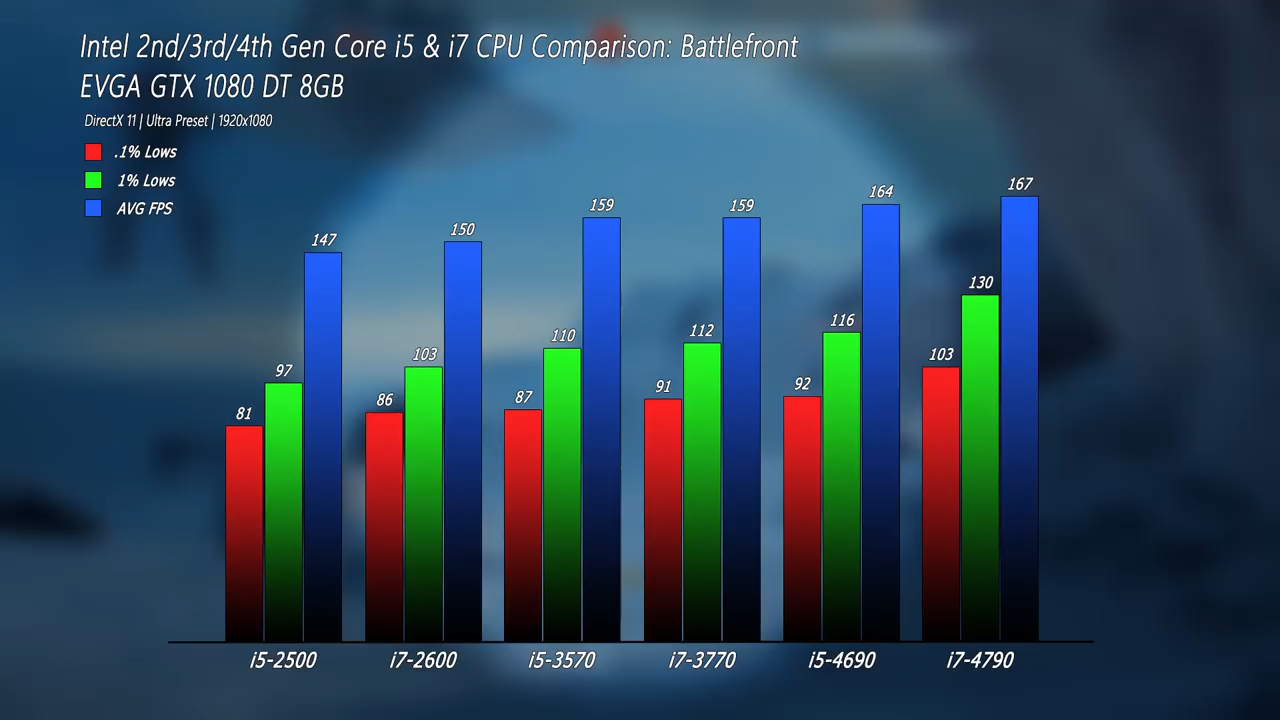 Intel 2nd/3rd/4th Gen Core i5 & i7 CPU Comparison: Battlefront
EVGA GTX 1080 DT 8GB
DirectX 11 | Ultra Preset | 1920x1080
.1% Lows
1% Lows
AVG FPS
81 97 147
86 103 150
87 110 159
91 112 159
92 116 164
103 130 167
i5-2500 i7-2600 i5-3570 i7-3770 i5-4690 i7-4790